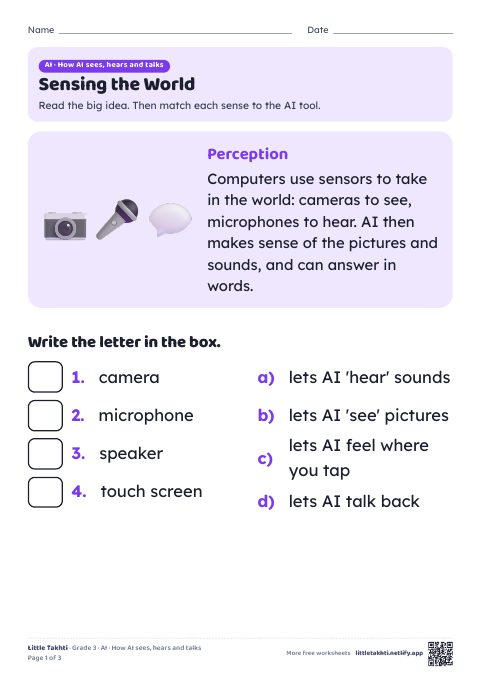 Name
Date
AI · How AI sees, hears and talks
Sensing the World
Read the big idea. Then match each sense to the AI tool.
Perception
Computers use sensors to take
in the world: cameras to see,
microphones to hear. AI then
makes sense of the pictures and
sounds, and can answer in
words.
Write the letter in the box.
1. camera
a) lets AI 'hear' sounds
2. microphone
b) lets AI 'see' pictures
3. speaker
c) lets AI feel where
you tap
4. touch screen
d) lets AI talk back
Little Takhti · Grade 3 · AI · How AI sees, hears and talks
Page 1 of 3
More free worksheets littletakhti.netlify.app